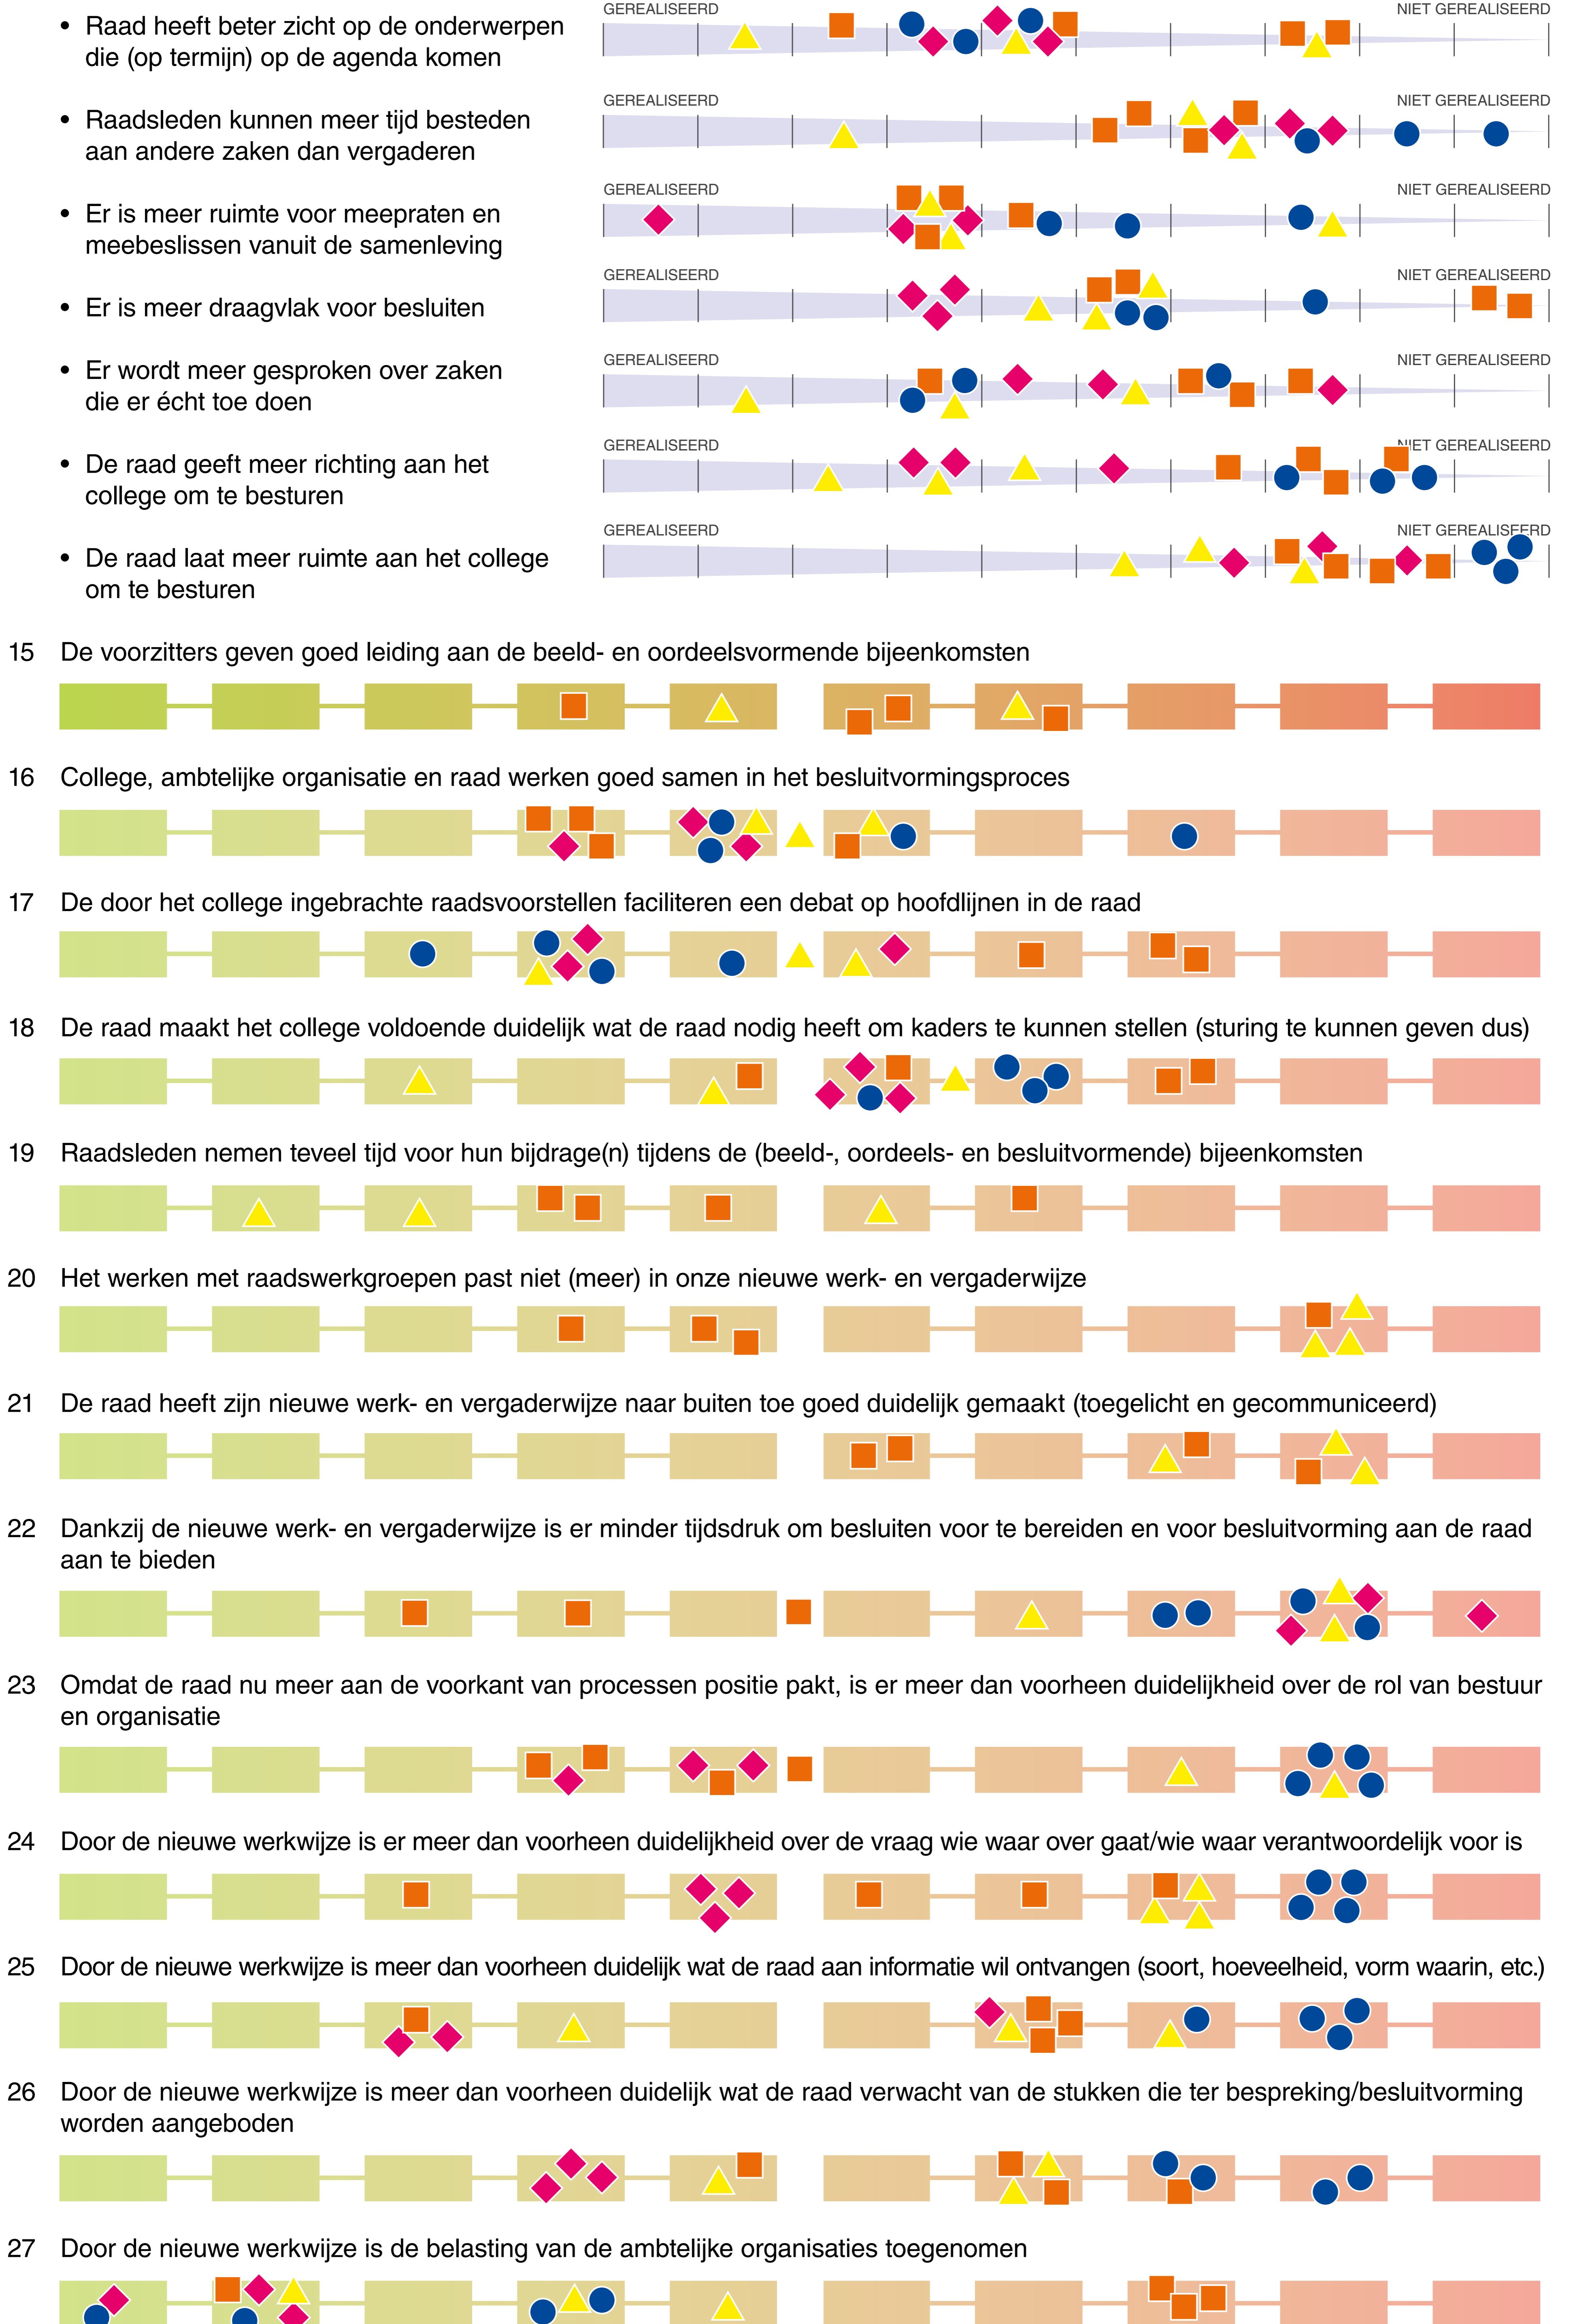 GEREALISEERD NIET GEREALISEERD
• Raad heeft beter zicht op de onderwerpen
die (op termijn) op de agenda komen
GEREALISEERD NIET GEREALISEERD
• Raadsleden kunnen meer tijd besteden
aan andere zaken dan vergaderen
GEREALISEERD NIET GEREALISEERD
• Er is meer ruimte voor meepraten en
meebeslissen vanuit de samenleving
GEREALISEERD NIET GEREALISEERD
• Er is meer draagvlak voor besluiten
GEREALISEERD NIET GEREALISEERD
• Er wordt meer gesproken over zaken
die er écht toe doen
GEREALISEERD NIET GEREALISEERD
• De raad geeft meer richting aan het
college om te besturen
GEREALISEERD NIET GEREALISEERD
• De raad laat meer ruimte aan het college
om te besturen
15 De voorzitters geven goed leiding aan de beeld- en oordeelsvormende bijeenkomsten
16 College, ambtelijke organisatie en raad werken goed samen in het besluitvormingsproces
17 De door het college ingebrachte raadsvoorstellen faciliteren een debat op hoofdlijnen in de raad
18 De raad maakt het college voldoende duidelijk wat de raad nodig heeft om kaders te kunnen stellen (sturing te kunnen geven dus)
19 Raadsleden nemen teveel tijd voor hun bijdrage(n) tijdens de (beeld-, oordeels- en besluitvormende) bijeenkomsten
20 Het werken met raadswerkgroepen past niet (meer) in onze nieuwe werk- en vergaderwijze
21 De raad heeft zijn nieuwe werk- en vergaderwijze naar buiten toe goed duidelijk gemaakt (toegelicht en gecommuniceerd)
22 Dankzij de nieuwe werk- en vergaderwijze is er minder tijdsdruk om besluiten voor te bereiden en voor besluitvorming aan de raad
aan te bieden
23 Omdat de raad nu meer aan de voorkant van processen positie pakt, is er meer dan voorheen duidelijkheid over de rol van bestuur
en organisatie
24 Door de nieuwe werkwijze is er meer dan voorheen duidelijkheid over de vraag wie waar over gaat/wie waar verantwoordelijk voor is
25 Door de nieuwe werkwijze is meer dan voorheen duidelijk wat de raad aan informatie wil ontvangen (soort, hoeveelheid, vorm waarin, etc.)
26 Door de nieuwe werkwijze is meer dan voorheen duidelijk wat de raad verwacht van de stukken die ter bespreking/besluitvorming
worden aangeboden
27 Door de nieuwe werkwijze is de belasting van de ambtelijke organisaties toegenomen